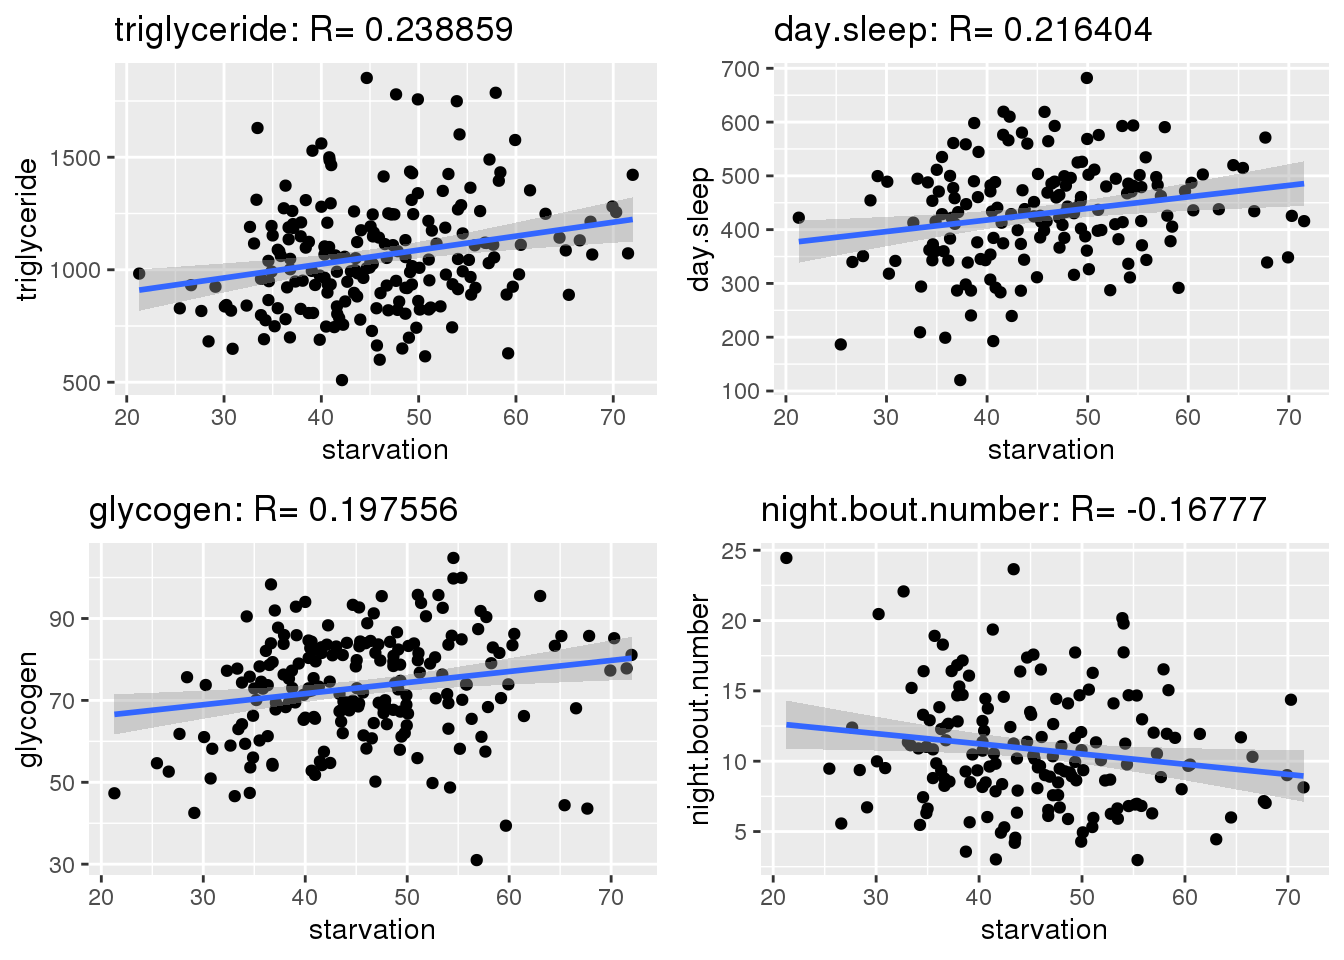 triglyceride: R= 0.238859
triglyceride
1500
1000
500
20 30 40 50 60 70
starvation
day.sleep: R= 0.216404
day.sleep
700
600
500
400
300
200
100
20 30 40 50 60 70
starvation
glycogen: R= 0.197556
glycogen
90
70
50
30
20 30 40 50 60 70
starvation
night.bout.number: R= -0.16777
night.bout.number
25
20
15
10
5
20 30 40 50 60 70
starvation